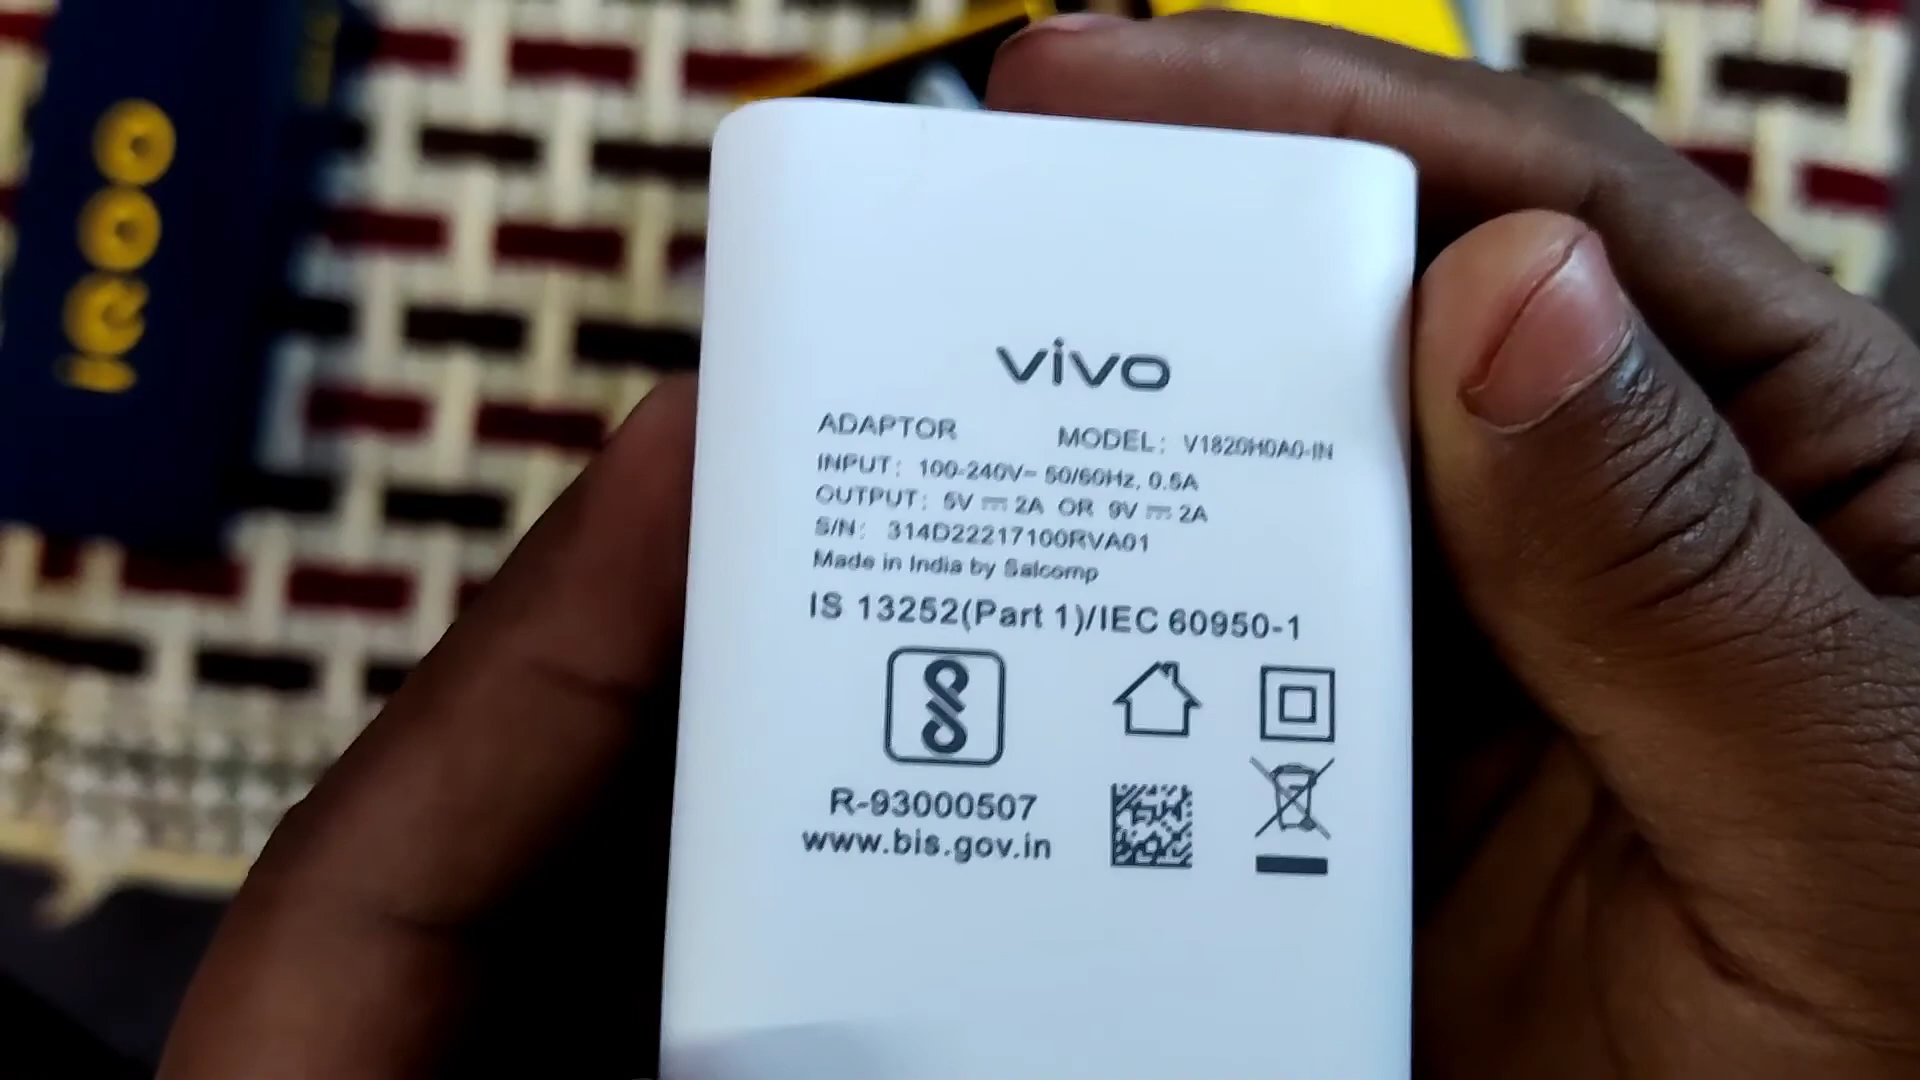 iQOO
vivo
ADAPTOR MODEL: V1820H0A0-IN
INPUT: 100-240V~ 50/60Hz, 0.5A
OUTPUT: 5V ⎓ 2A OR 9V ⎓ 2A
S/N: 314D22217100RVA01
Made in India by Salcomp
IS 13252(Part 1)/IEC 60950-1
R-93000507
www.bis.gov.in